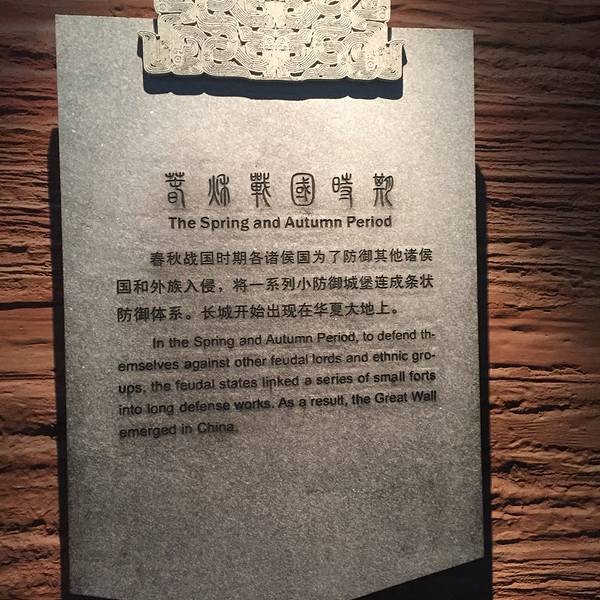 春秋戰國時期
The Spring and Autumn Period
春秋战国时期各诸侯国为了防御其他诸侯
国和外族入侵，将一系列小防御城堡连成条状
防御体系。长城开始出现在华夏大地上。
In the Spring and Autumn Period, to defend th-
emselves against other feudal lords and ethnic gro-
ups, the feudal states linked a series of small forts
into long defense works. As a result, the Great Wall
emerged in China.